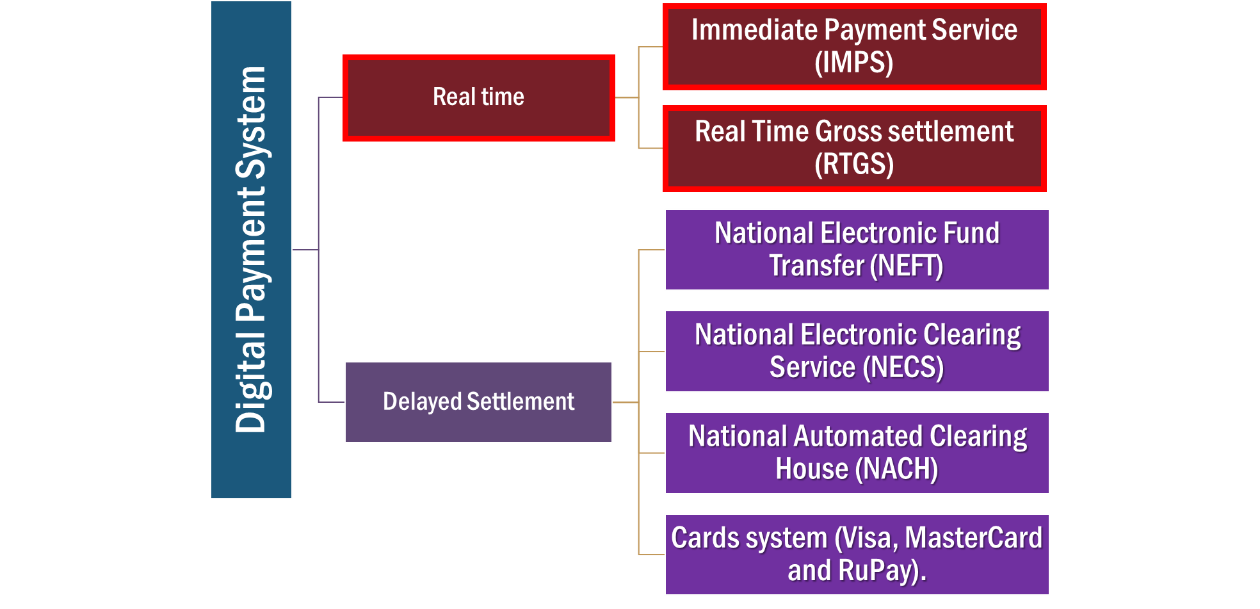 Digital Payment System
Real time
Immediate Payment Service
(IMPS)
Real Time Gross settlement
(RTGS)
Delayed Settlement
National Electronic Fund
Transfer (NEFT)
National Electronic Clearing
Service (NECS)
National Automated Clearing
House (NACH)
Cards system (Visa, MasterCard
and RuPay).